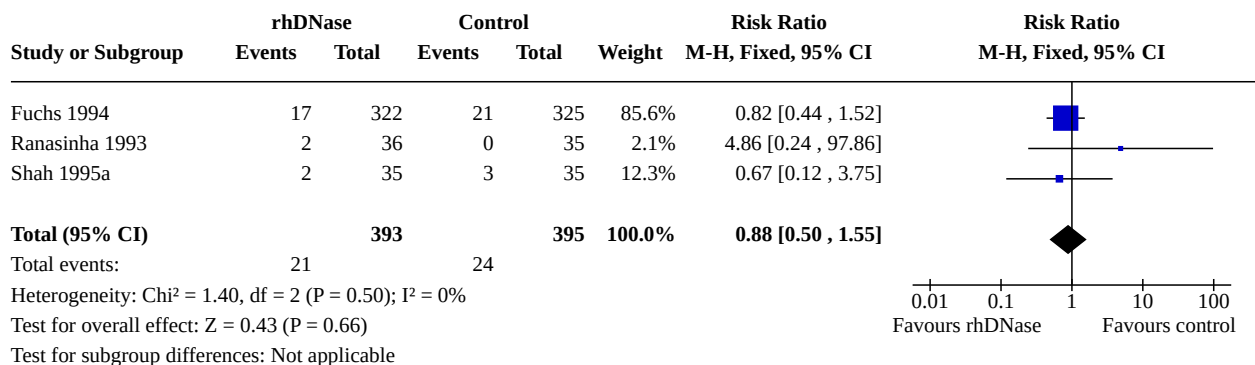 rhDNase Control Risk Ratio Risk Ratio
Study or Subgroup Events Total Events Total Weight M-H, Fixed, 95% CI M-H, Fixed, 95% CI
Fuchs 1994 17 322 21 325 85.6% 0.82 [0.44 , 1.52]
Ranasinha 1993 2 36 0 35 2.1% 4.86 [0.24 , 97.86]
Shah 1995a 2 35 3 35 12.3% 0.67 [0.12 , 3.75]
Total (95% CI) 393 395 100.0% 0.88 [0.50 , 1.55]
Total events: 21 24
Heterogeneity: Chi² = 1.40, df = 2 (P = 0.50); I² = 0%
0.01 0.1 1 10 100
Test for overall effect: Z = 0.43 (P = 0.66)
Favours rhDNase Favours control
Test for subgroup differences: Not applicable